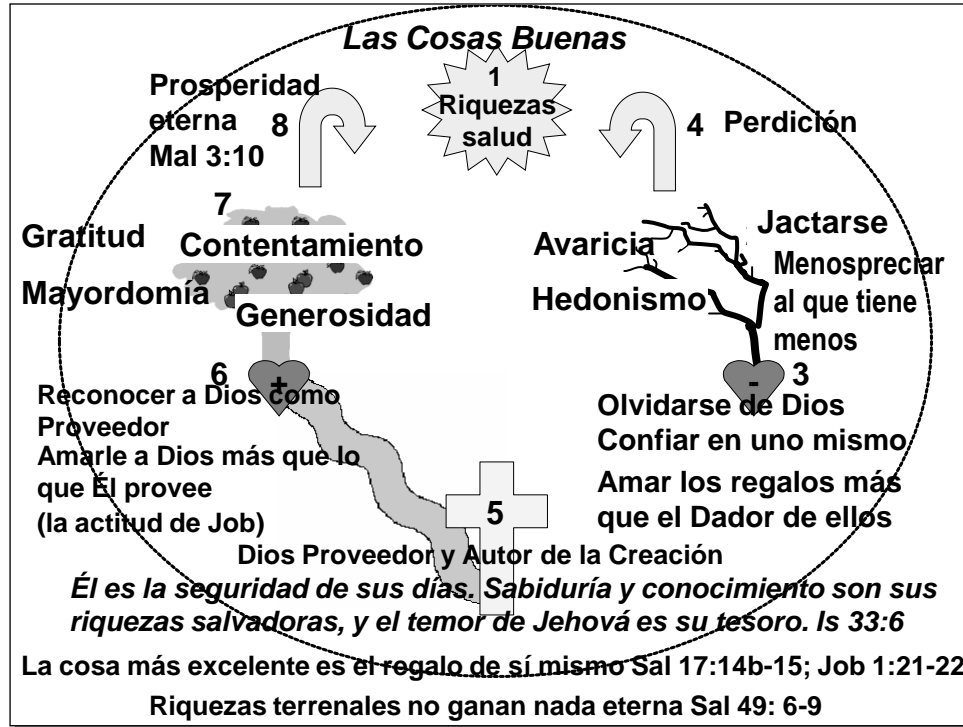 Las Cosas Buenas
1
Riquezas
salud
Prosperidad
eterna
8
Mal 3:10
4
Perdición
7
Gratitud
Contentamiento
Mayordomía
Generosidad
Avaricia
Jactarse
Hedonismo
Menospreciar
al que tiene
menos
6
+
Reconocer a Dios como
Proveedor
Amarle a Dios más que lo
que Él provee
(la actitud de Job)
-
3
Olvidarse de Dios
Confiar en uno mismo
Amar los regalos más
que el Dador de ellos
5
Dios Proveedor y Autor de la Creación
Él es la seguridad de sus días. Sabiduría y conocimiento son sus
riquezas salvadoras, y el temor de Jehová es su tesoro. Is 33:6
La cosa más excelente es el regalo de sí mismo Sal 17:14b-15; Job 1:21-22
Riquezas terrenales no ganan nada eterna Sal 49: 6-9